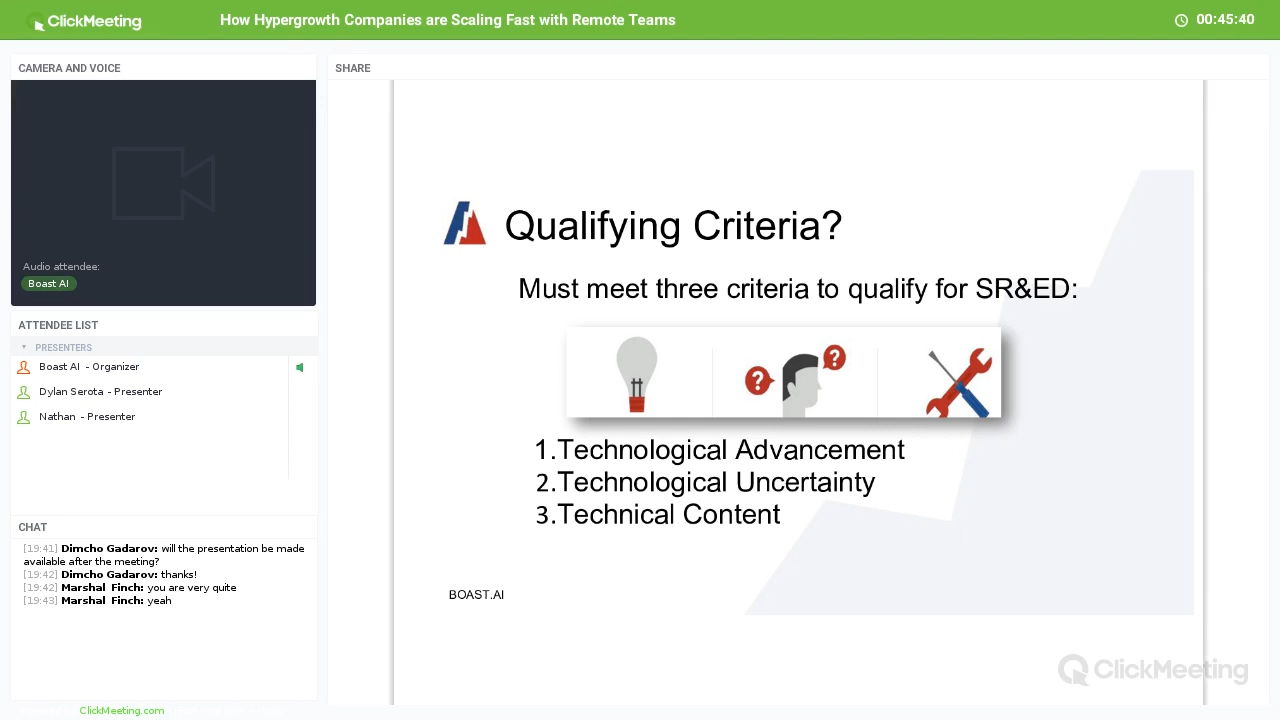 ClickMeeting
How Hypergrowth Companies are Scaling Fast with Remote Teams
00:45:40
CAMERA AND VOICE
Audio attendee:
Boast AI
ATTENDEE LIST
PRESENTERS
Boast AI - Organizer
Dylan Serota - Presenter
Nathan - Presenter
CHAT
[19:41] Dimcho Gadarov: will the presentation be made
available after the meeting?
[19:42] Dimcho Gadarov: thanks!
[19:42] Marshal Finch: you are very quite
[19:43] Marshal Finch: yeah
ClickMeeting.com
SHARE
Qualifying Criteria?
Must meet three criteria to qualify for SR&ED:
? ?
1.Technological Advancement
2.Technological Uncertainty
3.Technical Content
BOAST.AI
ClickMeeting